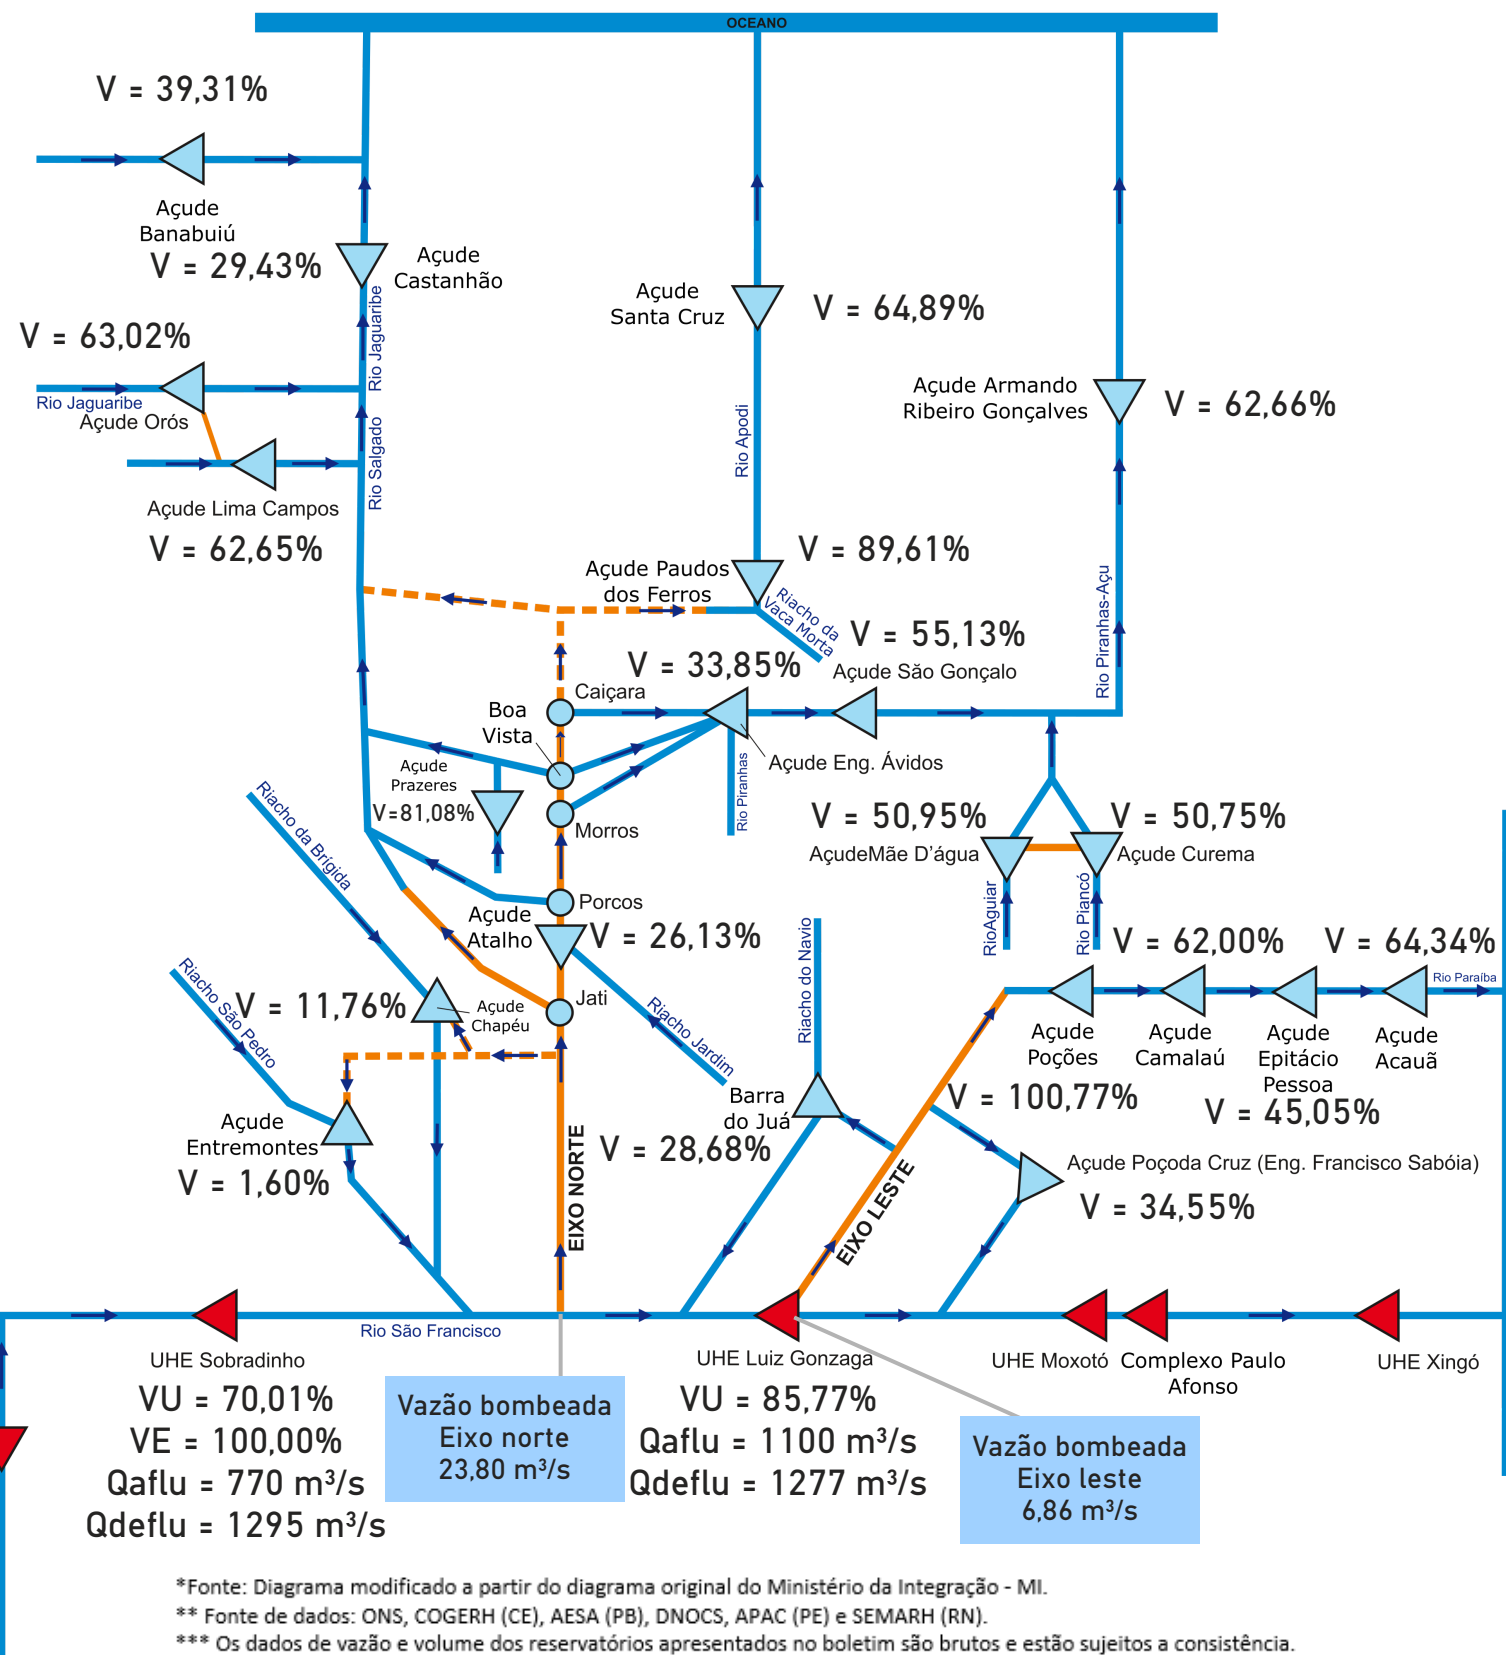 OCEANO
V = 39,31%
Açude
Banabuiú
V = 29,43%
Açude
Castanhão
Rio Jaguaribe
V = 63,02%
Rio Jaguaribe
Açude Orós
Rio Salgado
Açude Lima Campos
V = 62,65%
Açude
Santa Cruz
V = 64,89%
Rio Apodi
Açude Armando
Ribeiro Gonçalves
V = 62,66%
Açude Paudos
dos Ferros
V = 89,61%
Riacho da
Vaca Morta
Rio Piranhas-Açu
V = 55,13%
Açude São Gonçalo
V = 33,85%
Caiçara
Boa
Vista
Açude Eng. Ávidos
Rio Piranhas
Açude
Prazeres
V=81,08%
Morros
Riacho da Brígida
V = 50,95%
AçudeMãe D'água
V = 50,75%
Açude Curema
RioAguiar
Rio Piancó
Porcos
Açude
Atalho
V = 26,13%
Riacho do Navio
V = 62,00%
V = 64,34%
Rio Paraíba
Riacho São Pedro
V = 11,76%
Açude
Chapéu
Jati
Riacho Jardim
Açude
Poções
Açude
Camalaú
Açude
Epitácio
Pessoa
Açude
Acauã
V = 100,77%
V = 45,05%
Barra
do Juá
V = 28,68%
Açude
Entremontes
V = 1,60%
EIXO NORTE
EIXO LESTE
Açude Poçoda Cruz (Eng. Francisco Sabóia)
V = 34,55%
Rio São Francisco
UHE Sobradinho
VU = 70,01%
VE = 100,00%
Qaflu = 770 m³/s
Qdeflu = 1295 m³/s
Vazão bombeada
Eixo norte
23,80 m³/s
UHE Luiz Gonzaga
VU = 85,77%
Qaflu = 1100 m³/s
Qdeflu = 1277 m³/s
UHE Moxotó
Complexo Paulo
Afonso
UHE Xingó
Vazão bombeada
Eixo leste
6,86 m³/s
*Fonte: Diagrama modificado a partir do diagrama original do Ministério da Integração - MI.
** Fonte de dados: ONS, COGERH (CE), AESA (PB), DNOCS, APAC (PE) e SEMARH (RN).
*** Os dados de vazão e volume dos reservatórios apresentados no boletim são brutos e estão sujeitos a consistência.